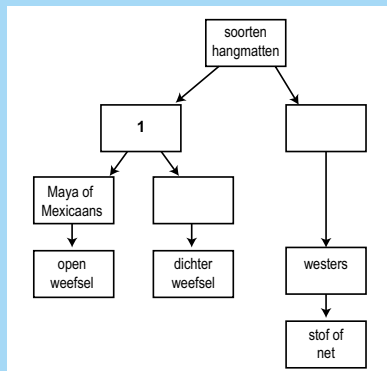 soorten
hangmatten
1
Maya of
Mexicaans
open
weefsel
dichter
weefsel
westers
stof of
net